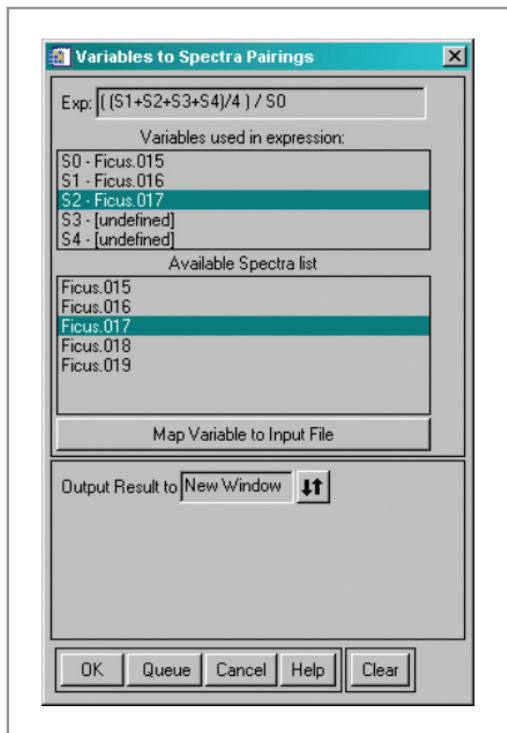 Variables to Spectra Pairings
Exp: ( (S1+S2+S3+S4)/4 ) / S0
Variables used in expression:
S0 - Ficus.015
S1 - Ficus.016
S2 - Ficus.017
S3 - [undefined]
S4 - [undefined]
Available Spectra list
Ficus.015
Ficus.016
Ficus.017
Ficus.018
Ficus.019
Map Variable to Input File
Output Result to New Window
OK Queue Cancel Help Clear